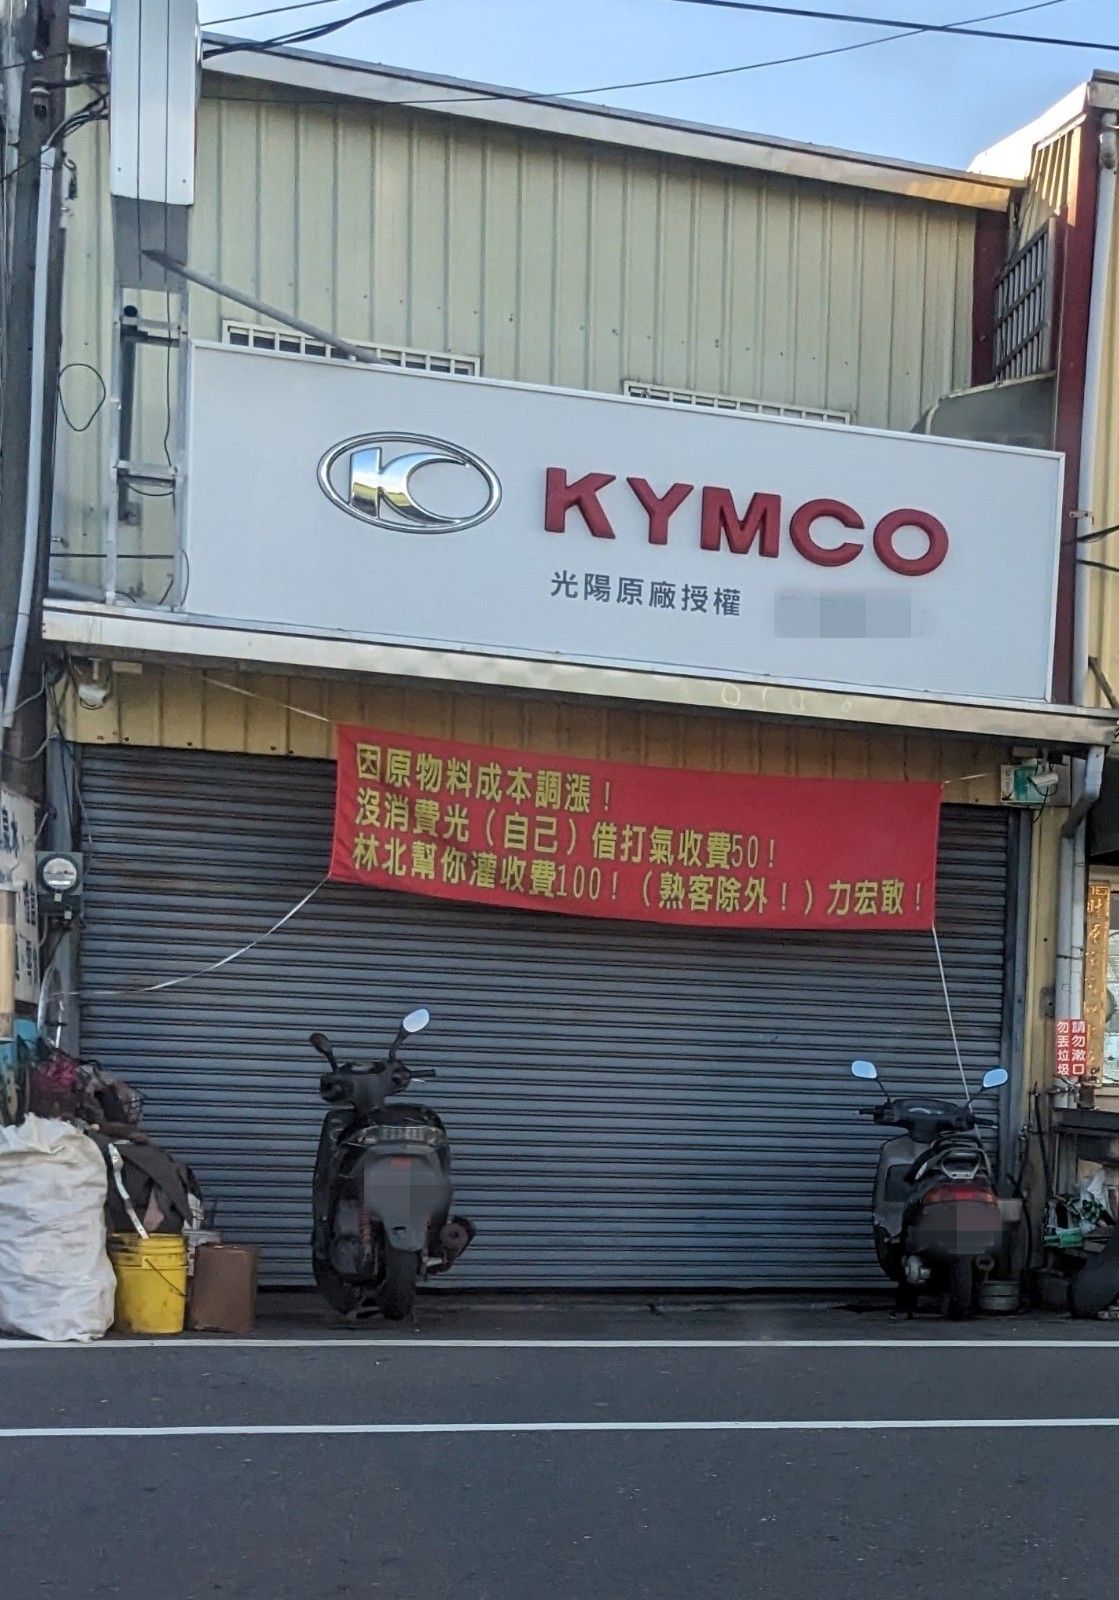 KYMCO
光陽原廠授權
因原物料成本調漲！
沒消費光（自己）借打氣收費50！
林北幫你灌收費100！（熟客除外！）力宏敢！
請勿漱口
勿丟垃圾